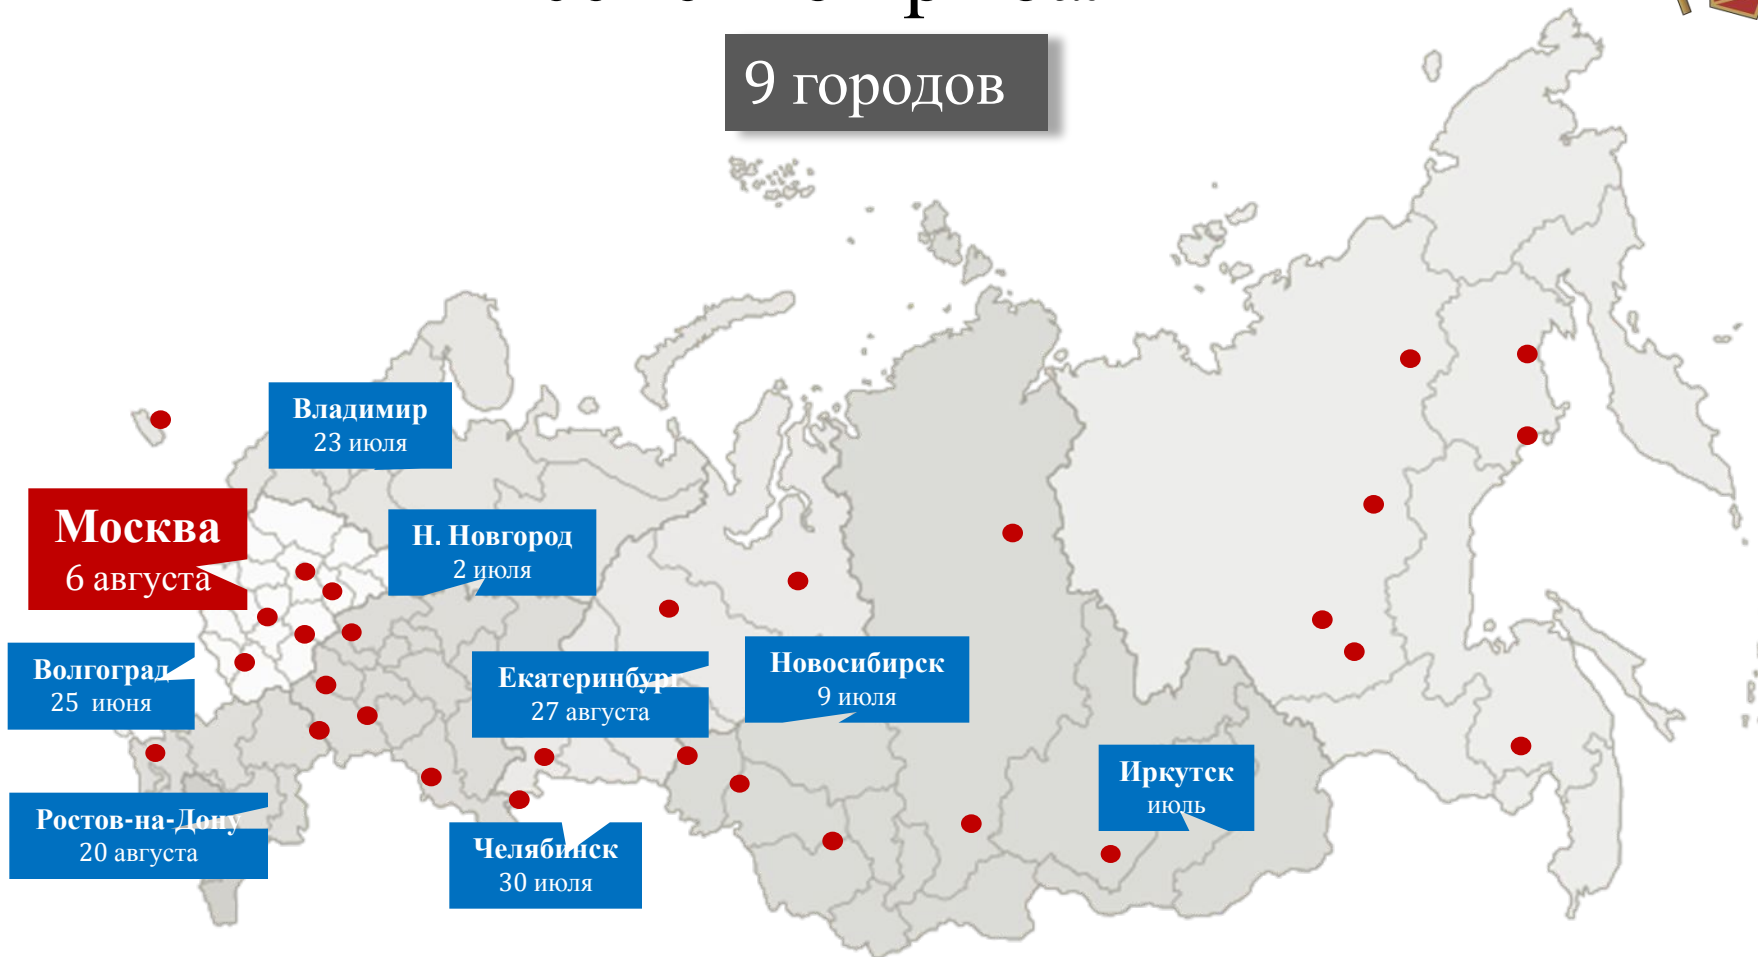 9 городов
Владимир
23 июля
Москва
6 августа
Н. Новгород
2 июля
Волгоград
25 июня
Екатеринбург
27 августа
Новосибирск
9 июля
Иркутск
июль
Ростов-на-Дону
20 августа
Челябинск
30 июля